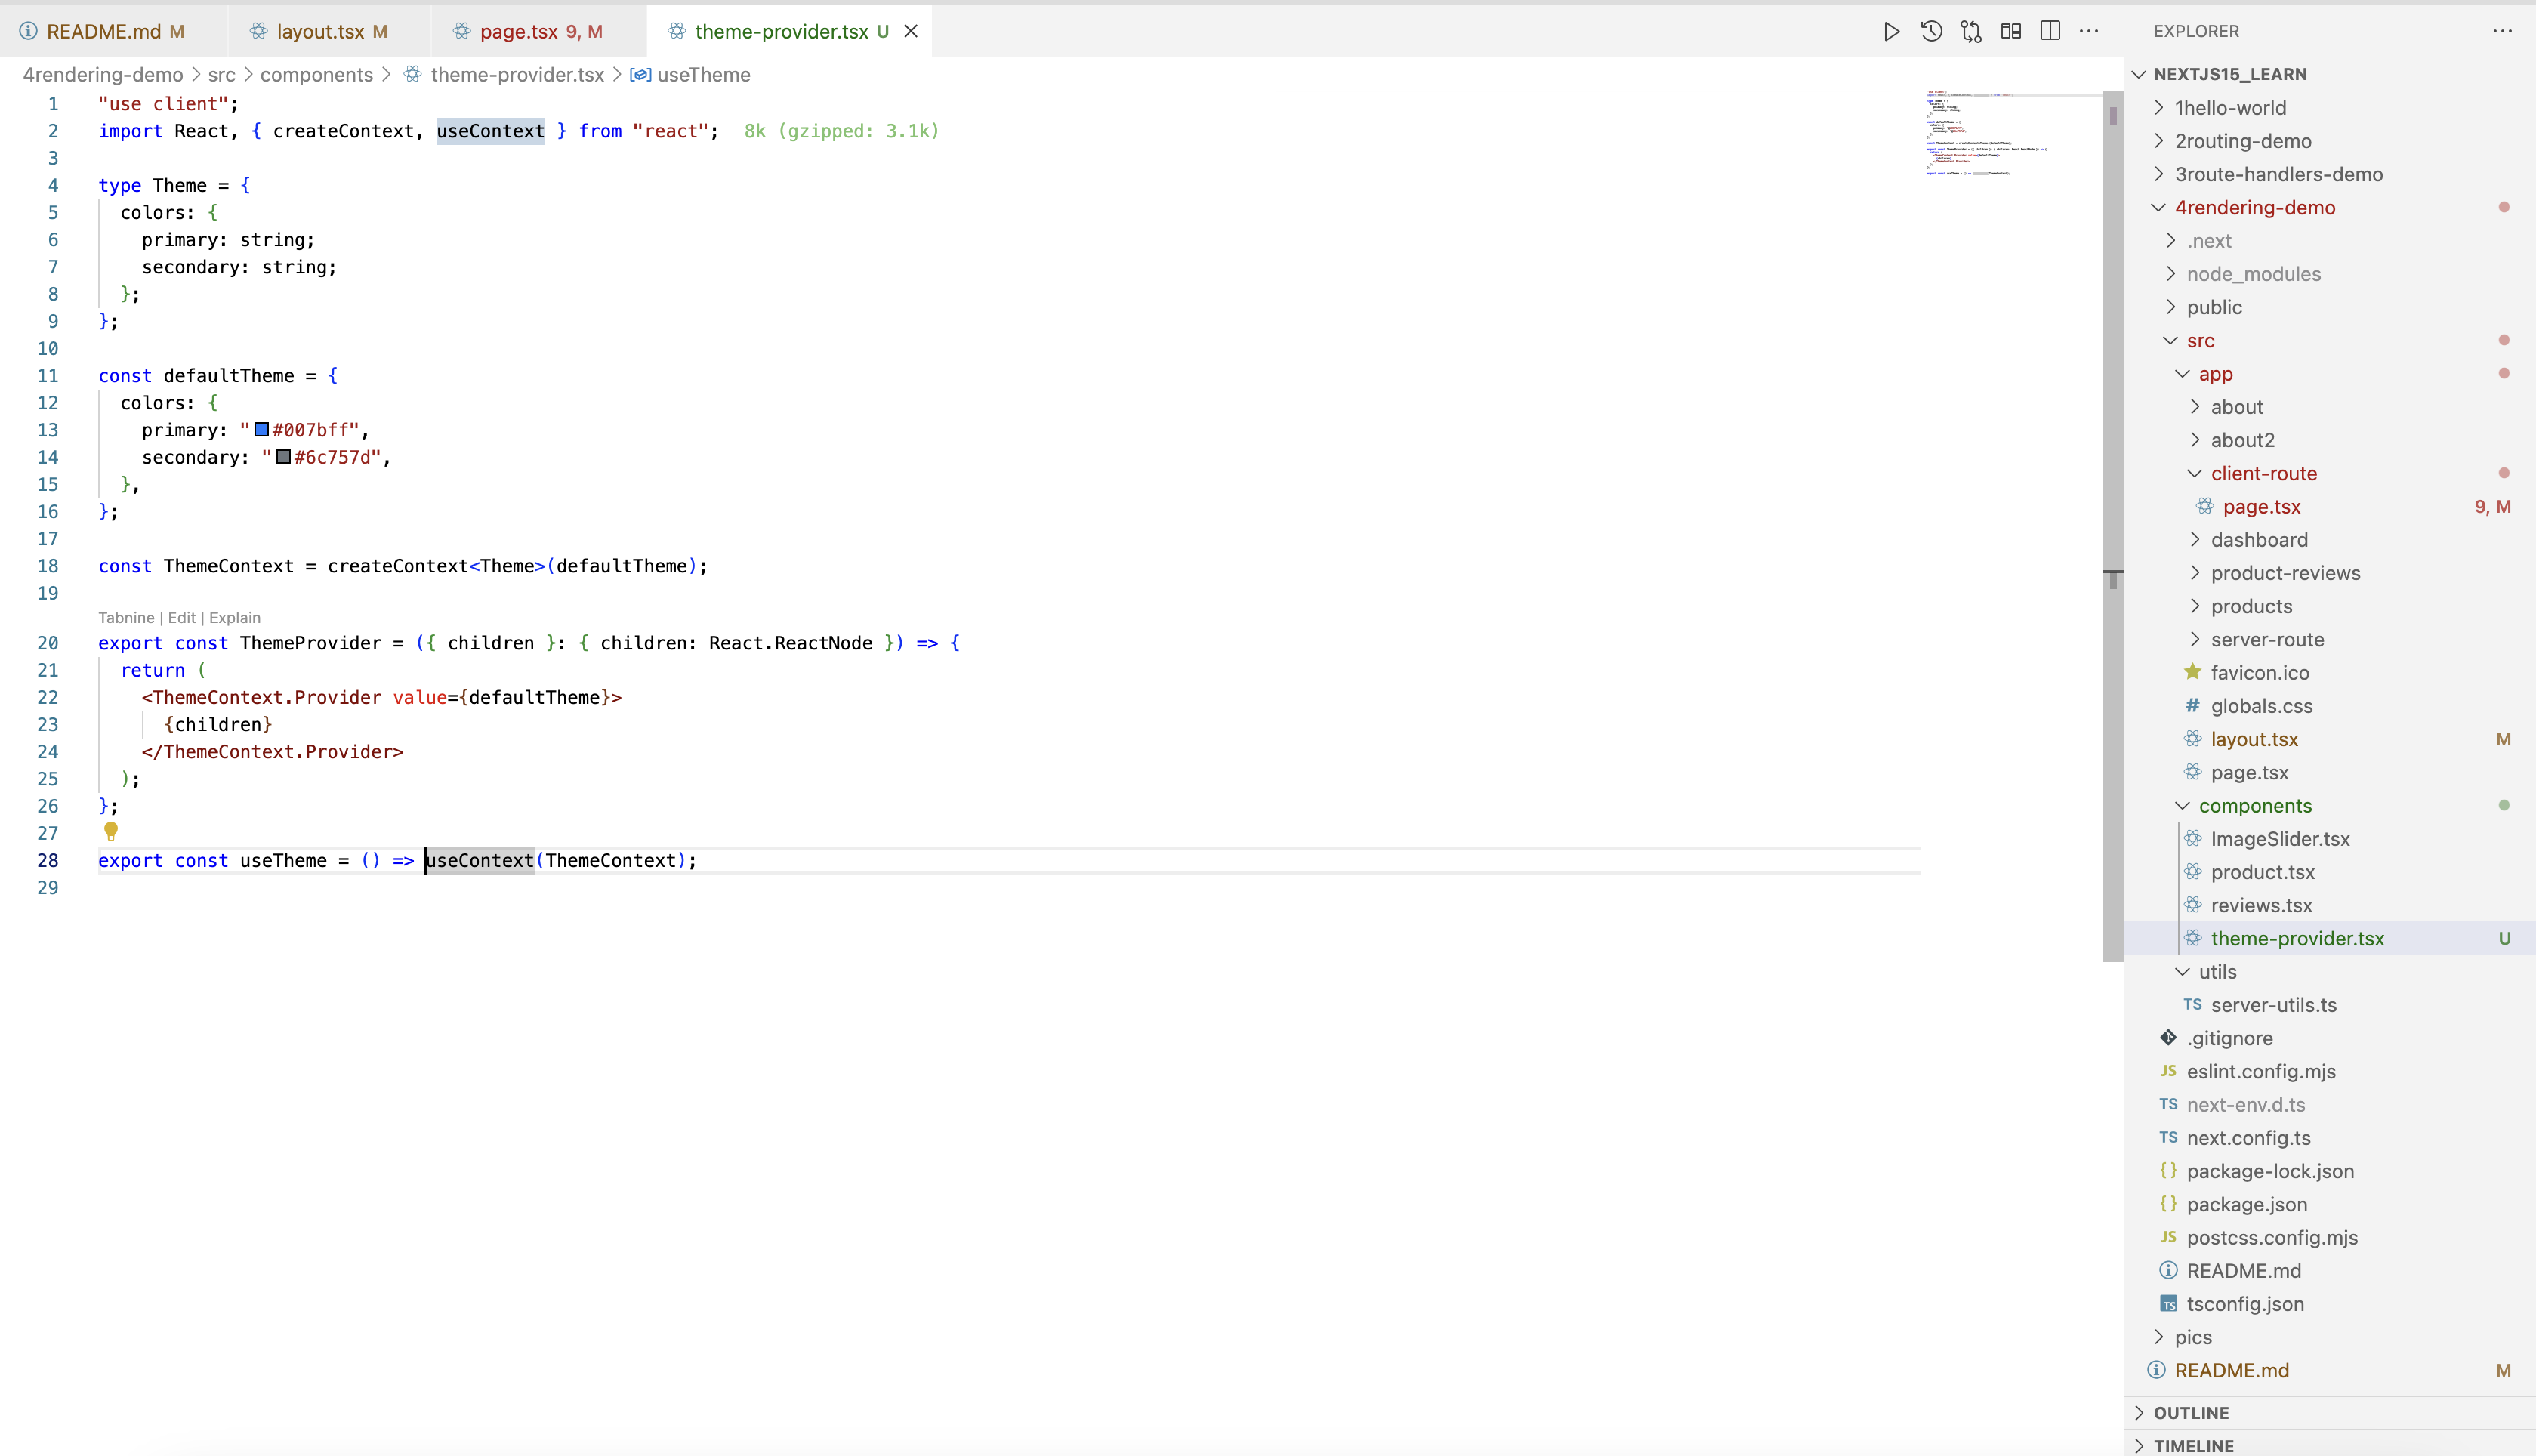 README.md M
layout.tsx M
page.tsx 9, M
theme-provider.tsx U
4rendering-demo > src > components > theme-provider.tsx > useTheme
1 "use client";
2 import React, { createContext, useContext } from "react"; 8k (gzipped: 3.1k)
3
4 type Theme = {
5 colors: {
6 primary: string;
7 secondary: string;
8 };
9 };
10
11 const defaultTheme = {
12 colors: {
13 primary: "#007bff",
14 secondary: "#6c757d",
15 },
16 };
17
18 const ThemeContext = createContext<Theme>(defaultTheme);
19
Tabnine | Edit | Explain
20 export const ThemeProvider = ({ children }: { children: React.ReactNode }) => {
21 return (
22 <ThemeContext.Provider value={defaultTheme}>
23 {children}
24 </ThemeContext.Provider>
25 );
26 };
27
28 export const useTheme = () => useContext(ThemeContext);
29
EXPLORER
NEXTJS15_LEARN
1hello-world
2routing-demo
3route-handlers-demo
4rendering-demo
.next
node_modules
public
src
app
about
about2
client-route
page.tsx 9, M
dashboard
product-reviews
products
server-route
favicon.ico
# globals.css
layout.tsx M
page.tsx
components
ImageSlider.tsx
product.tsx
reviews.tsx
theme-provider.tsx U
utils
TS server-utils.ts
.gitignore
JS eslint.config.mjs
TS next-env.d.ts
TS next.config.ts
{} package-lock.json
{} package.json
JS postcss.config.mjs
README.md
TS tsconfig.json
pics
README.md M
OUTLINE
TIMELINE